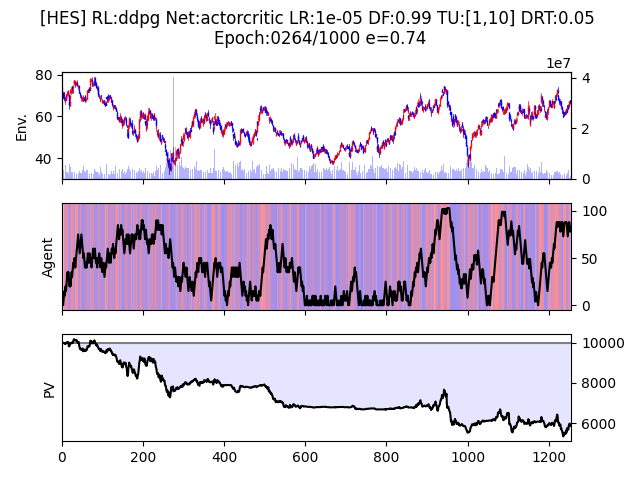 [HES] RL:ddpg Net:actorcritic LR:1e-05 DF:0.99 TU:[1,10] DRT:0.05
Epoch:0264/1000 e=0.74
1e7
80
60
40
Env.
4
2
0
Agent
100
50
0
PV
10000
8000
6000
0 200 400 600 800 1000 1200